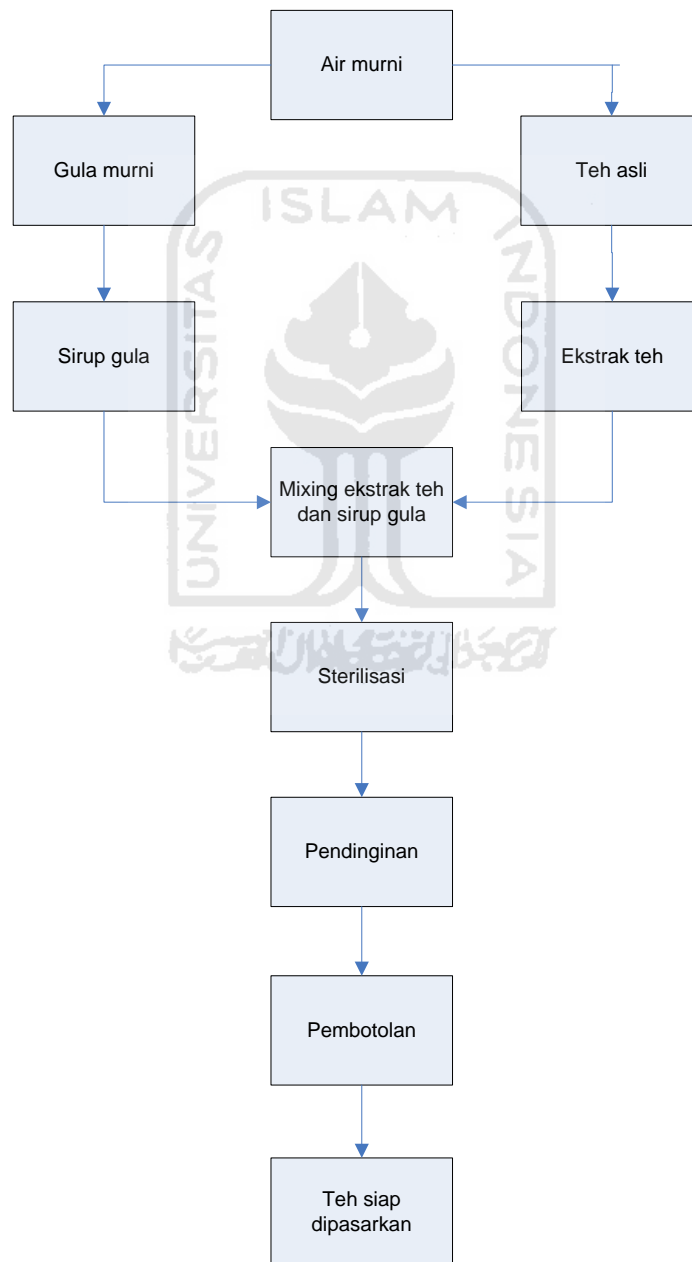 Air murni
Gula murni
Teh asli
UNIVERSITAS
ISLAM
INDONESIA
Sirup gula
Ekstrak teh
Mixing ekstrak teh
dan sirup gula
Sterilisasi
Pendinginan
Pembotolan
Teh siap
dipasarkan